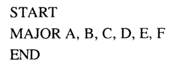 START
MAJOR A, B, C, D, E, F
END